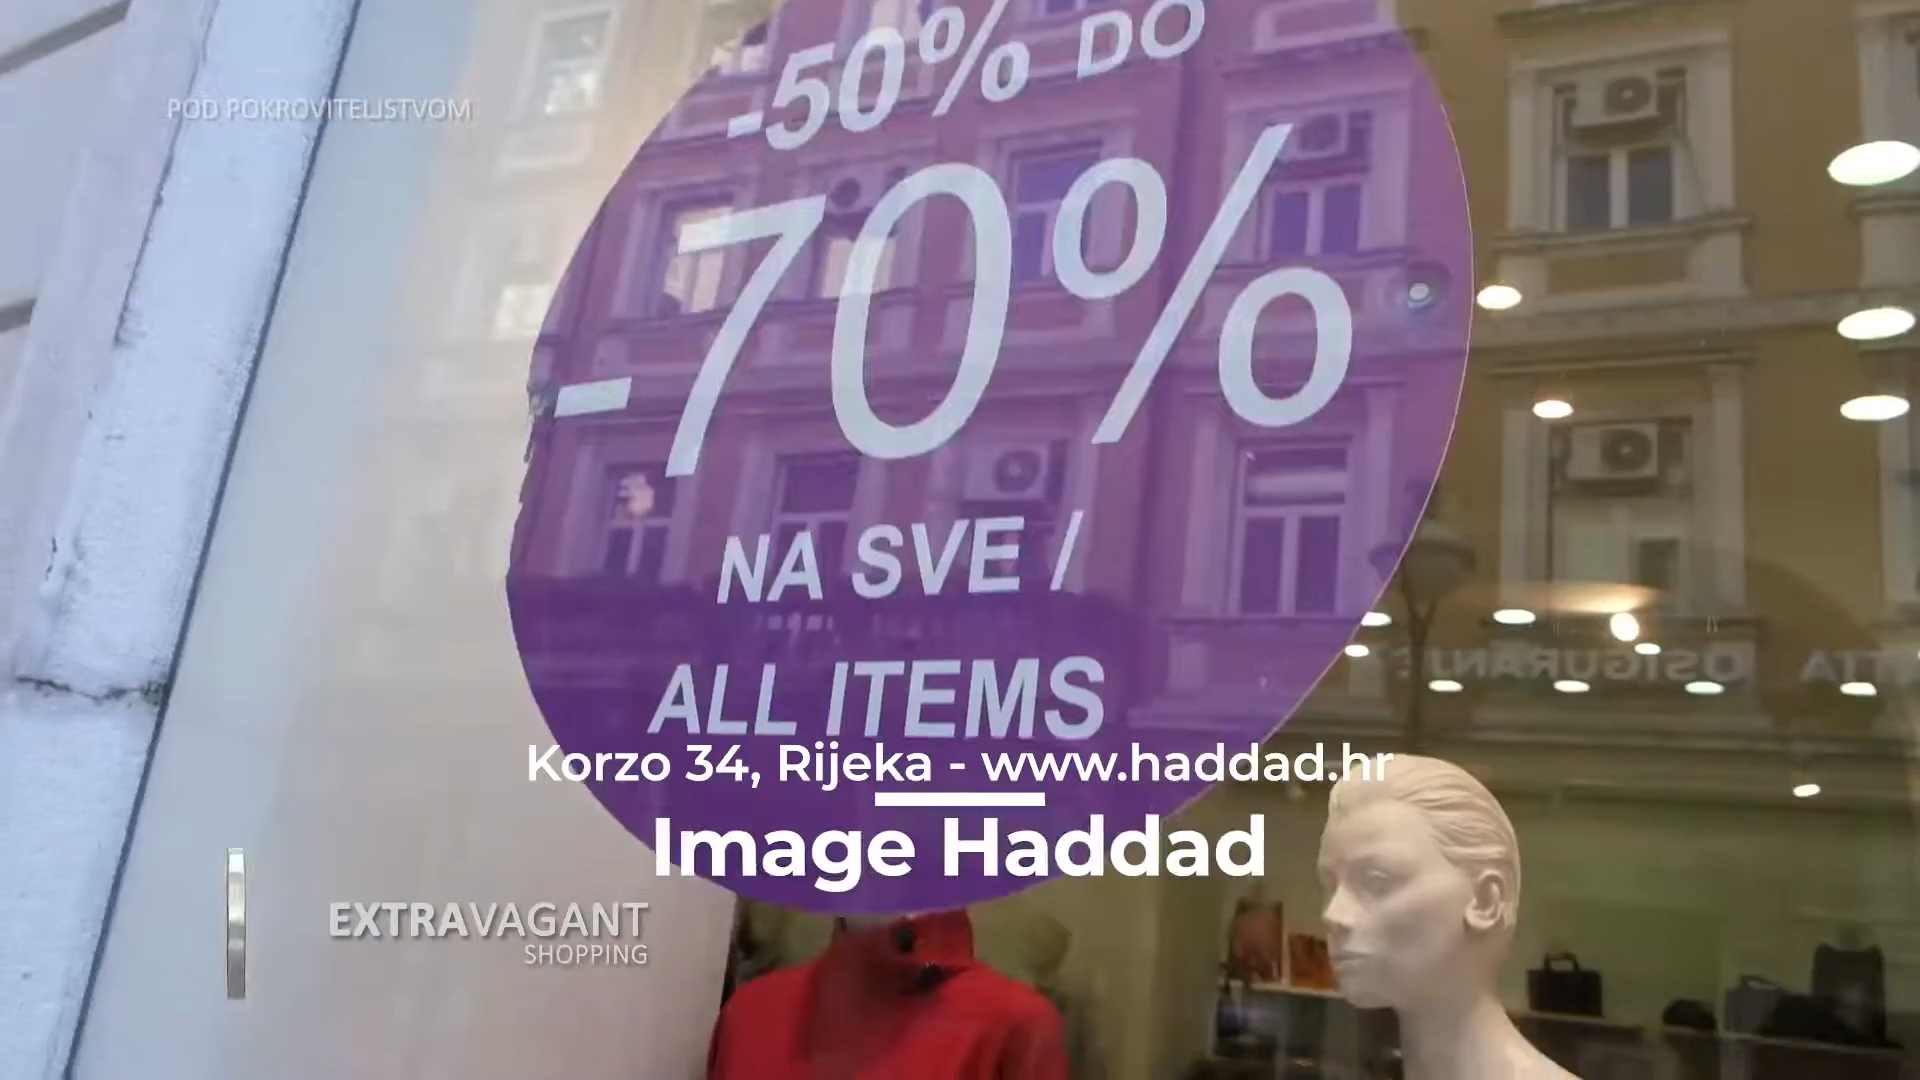 POD POKROVITELJSTVOM
-50% DO
-70%
NA SVE /
ALL ITEMS
Korzo 34, Rijeka - www.haddad.hr
Image Haddad
EXTRAVAGANT
SHOPPING
OSIGURANJE